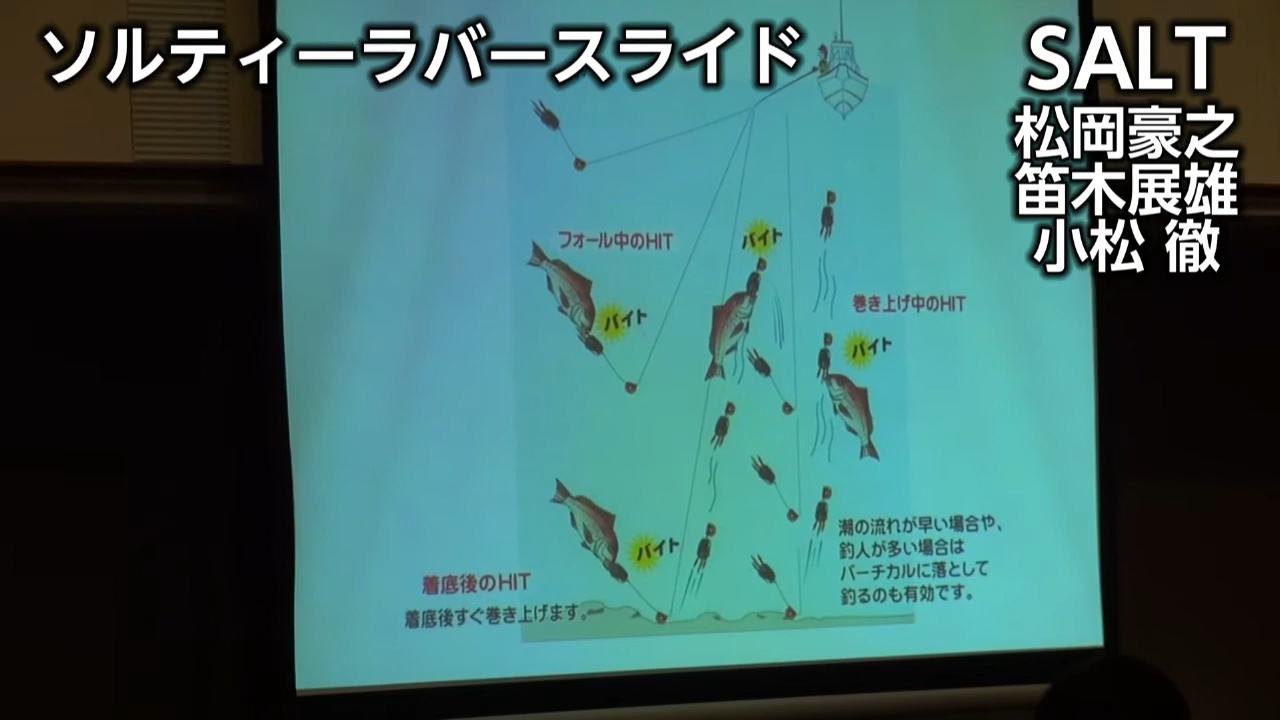 ソルティーラバースライド
SALT
松岡豪之
笛木展雄
小松 徹
フォール中のHIT
バイト
バイト
巻き上げ中のHIT
バイト
バイト
着底後のHIT
着底後すぐ巻き上げます。
潮の流れが早い場合や、
釣人が多い場合は
バーチカルに落として
釣るのも有効です。